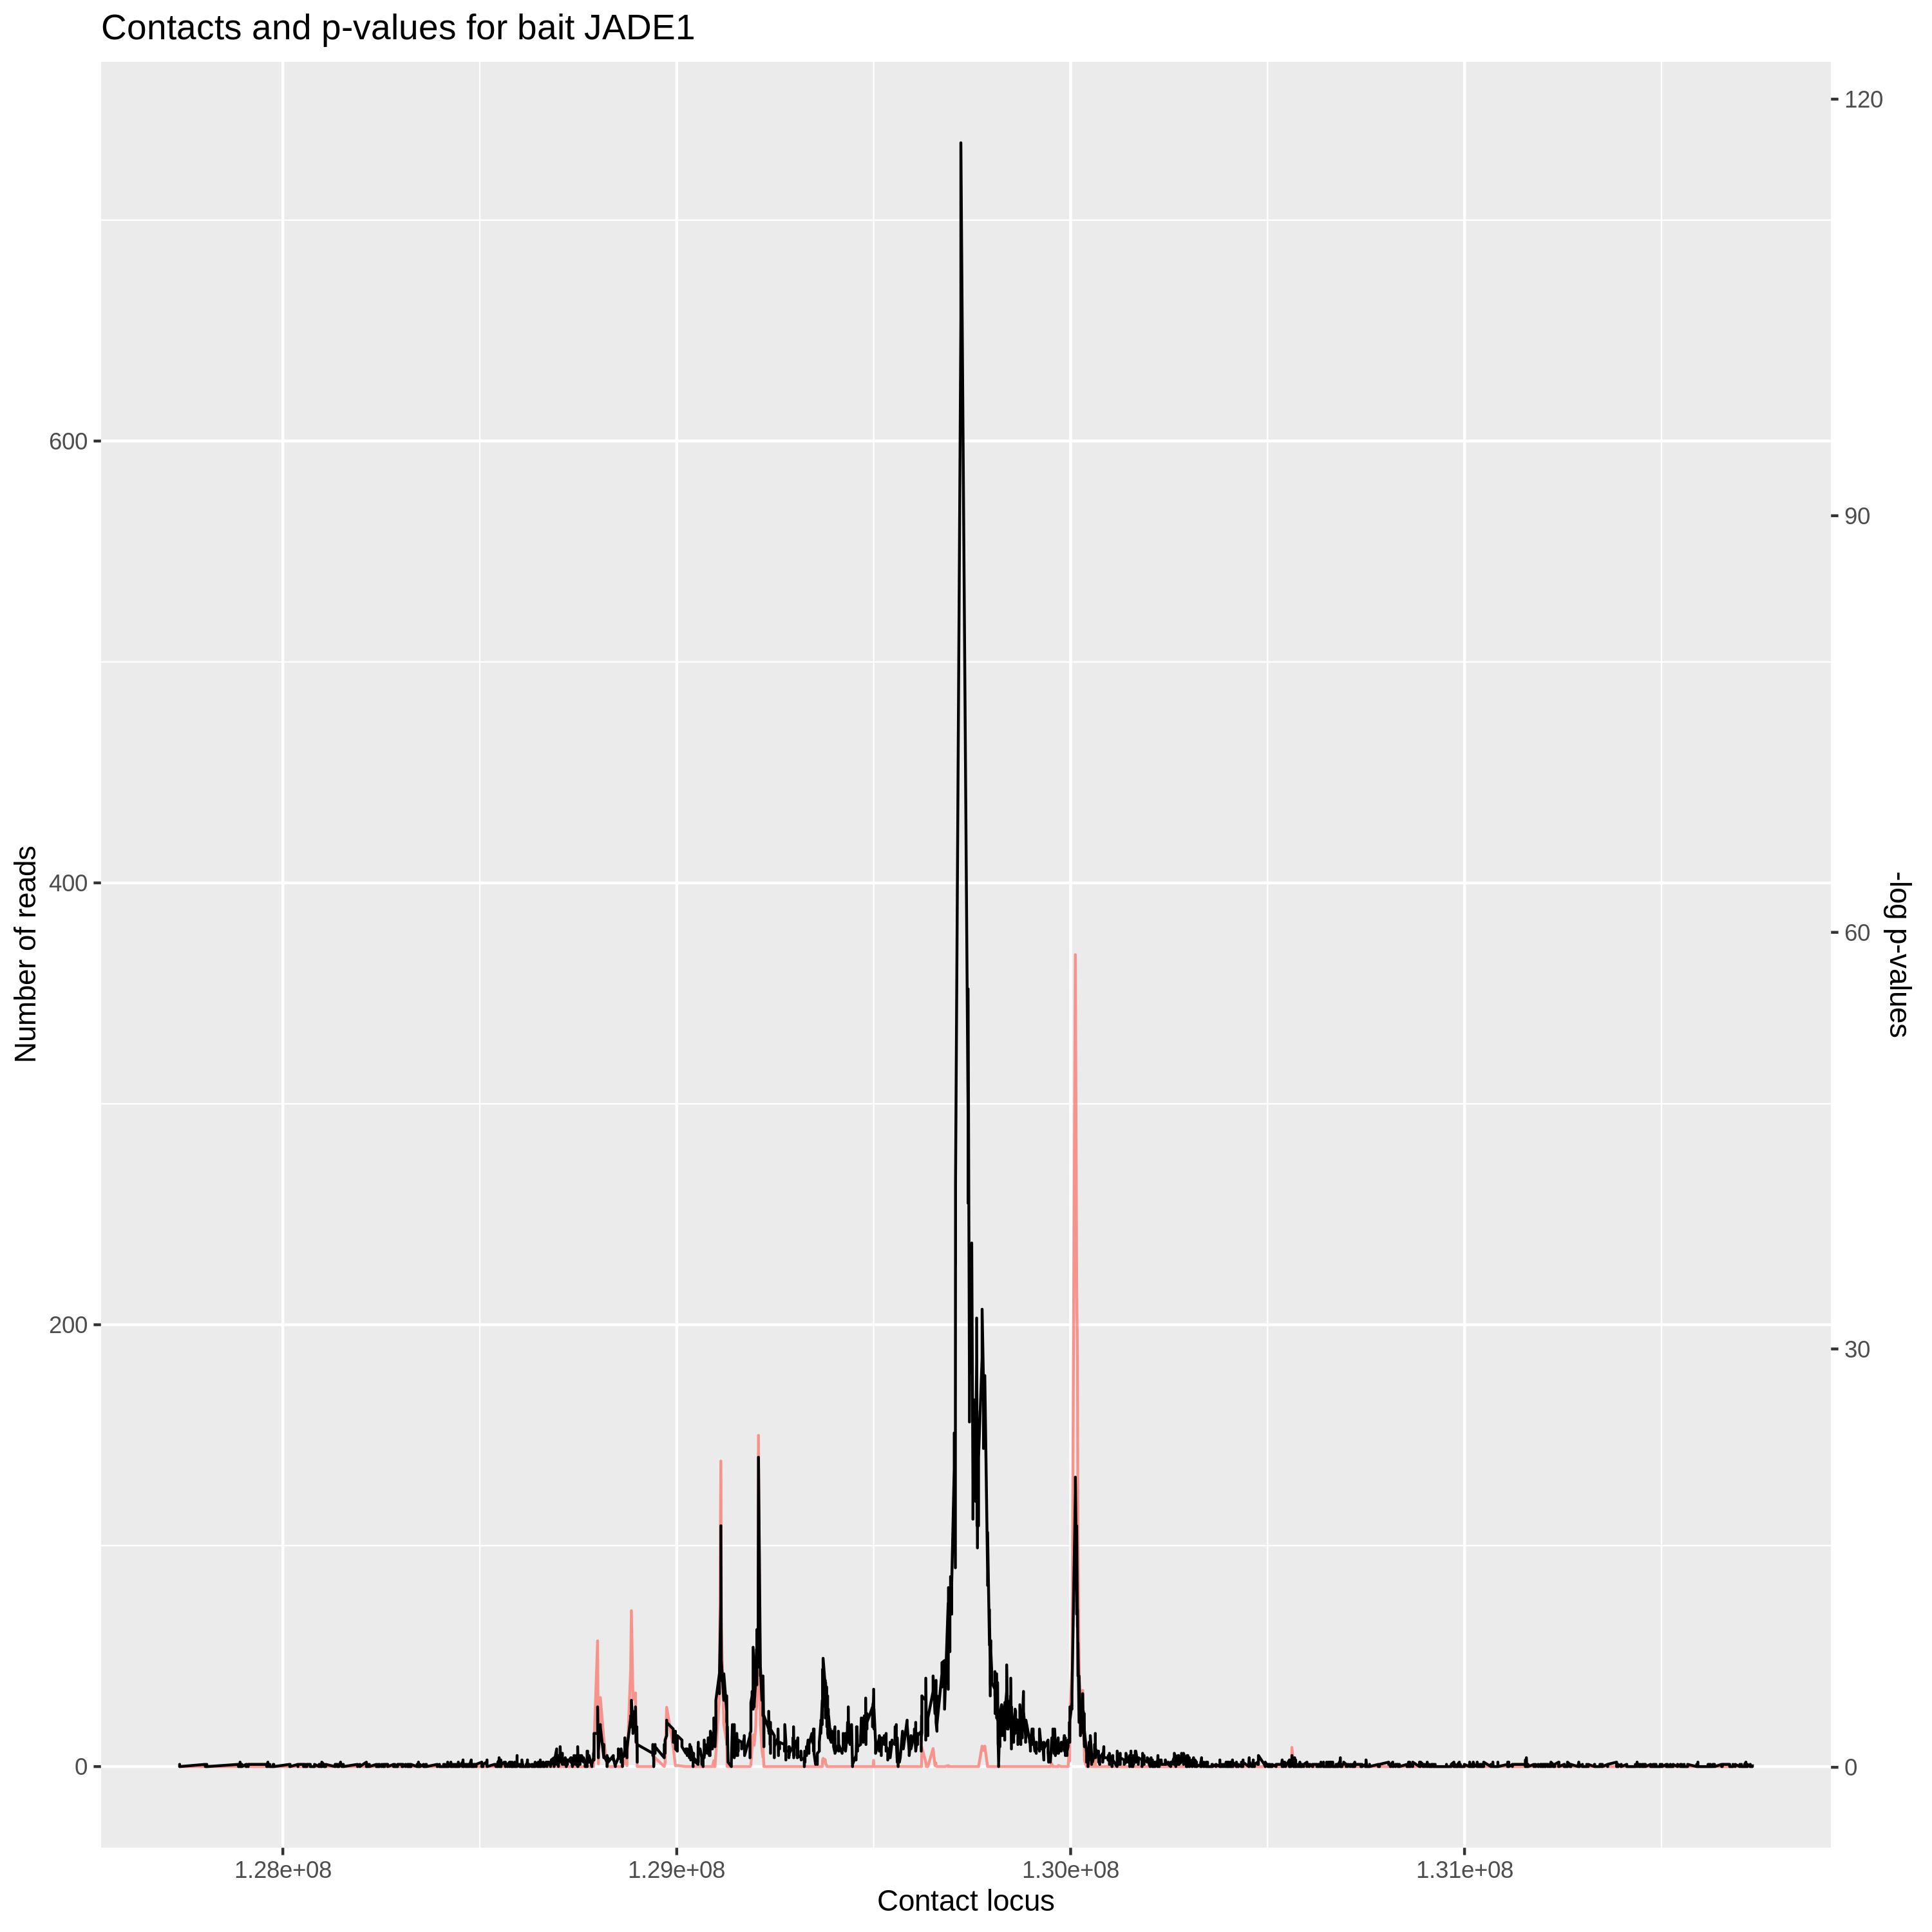 Contacts and p-values for bait JADE1
120
90
60
30
0
600
400
200
0
Number of reads
-log p-values
1.28e+08
1.29e+08
1.30e+08
1.31e+08
Contact locus